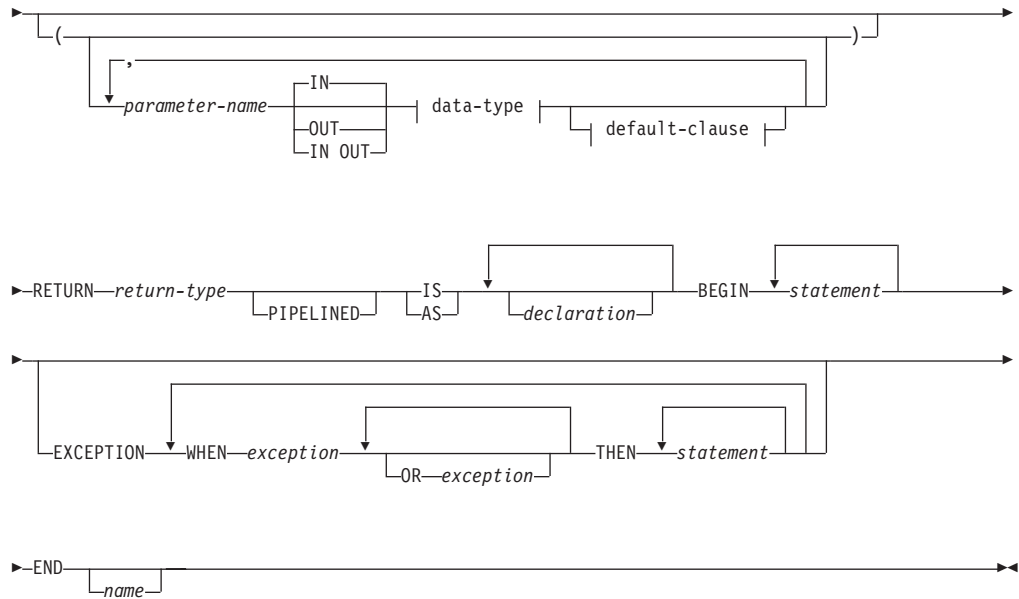 ( )
,
IN
parameter-name data-type
OUT default-clause
IN OUT
RETURN return-type IS BEGIN statement
PIPELINED AS declaration
EXCEPTION WHEN exception THEN statement
OR exception
END
name